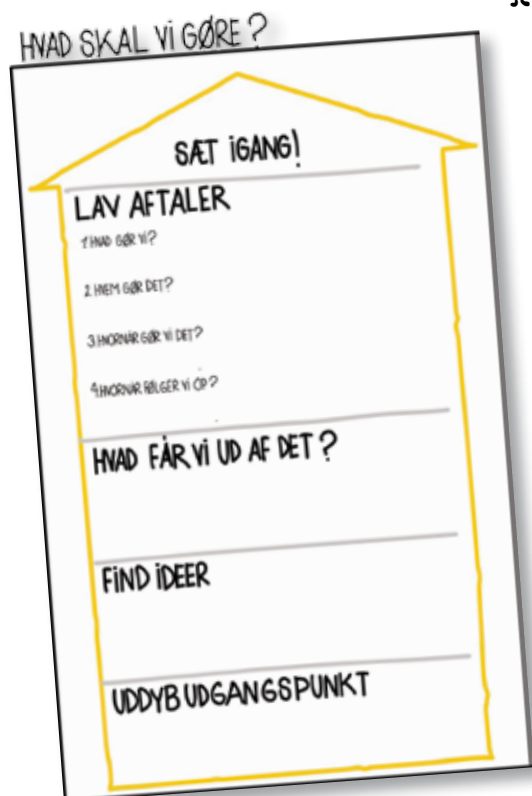 HVAD SKAL Vi GØRE?
SÆT iGANG!
LAV AFTALER
1. HVAD GØR Vi?
2. HVEM GØR DET?
3. HVORNÅR GØR Vi DET?
4. HVORNÅR FØLGER Vi OP?
HVAD FÅR Vi UD AF DET?
FiND iDEER
UDDYB UDGANGSPUNKT